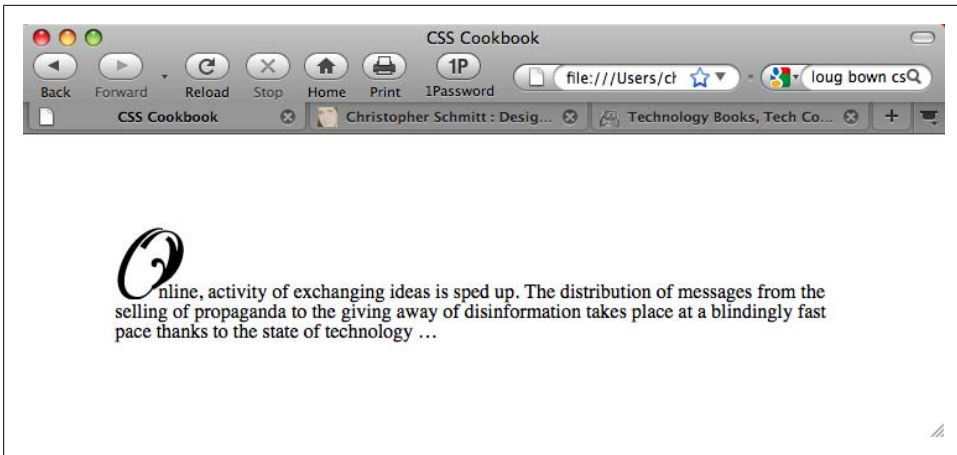 CSS Cookbook
1P
file:///Users/ch
loug bown cs
Back Forward Reload Stop Home Print 1Password
CSS Cookbook Christopher Schmitt : Desig... Technology Books, Tech Co... +
Online, activity of exchanging ideas is sped up. The distribution of messages from the
selling of propaganda to the giving away of disinformation takes place at a blindingly fast
pace thanks to the state of technology …